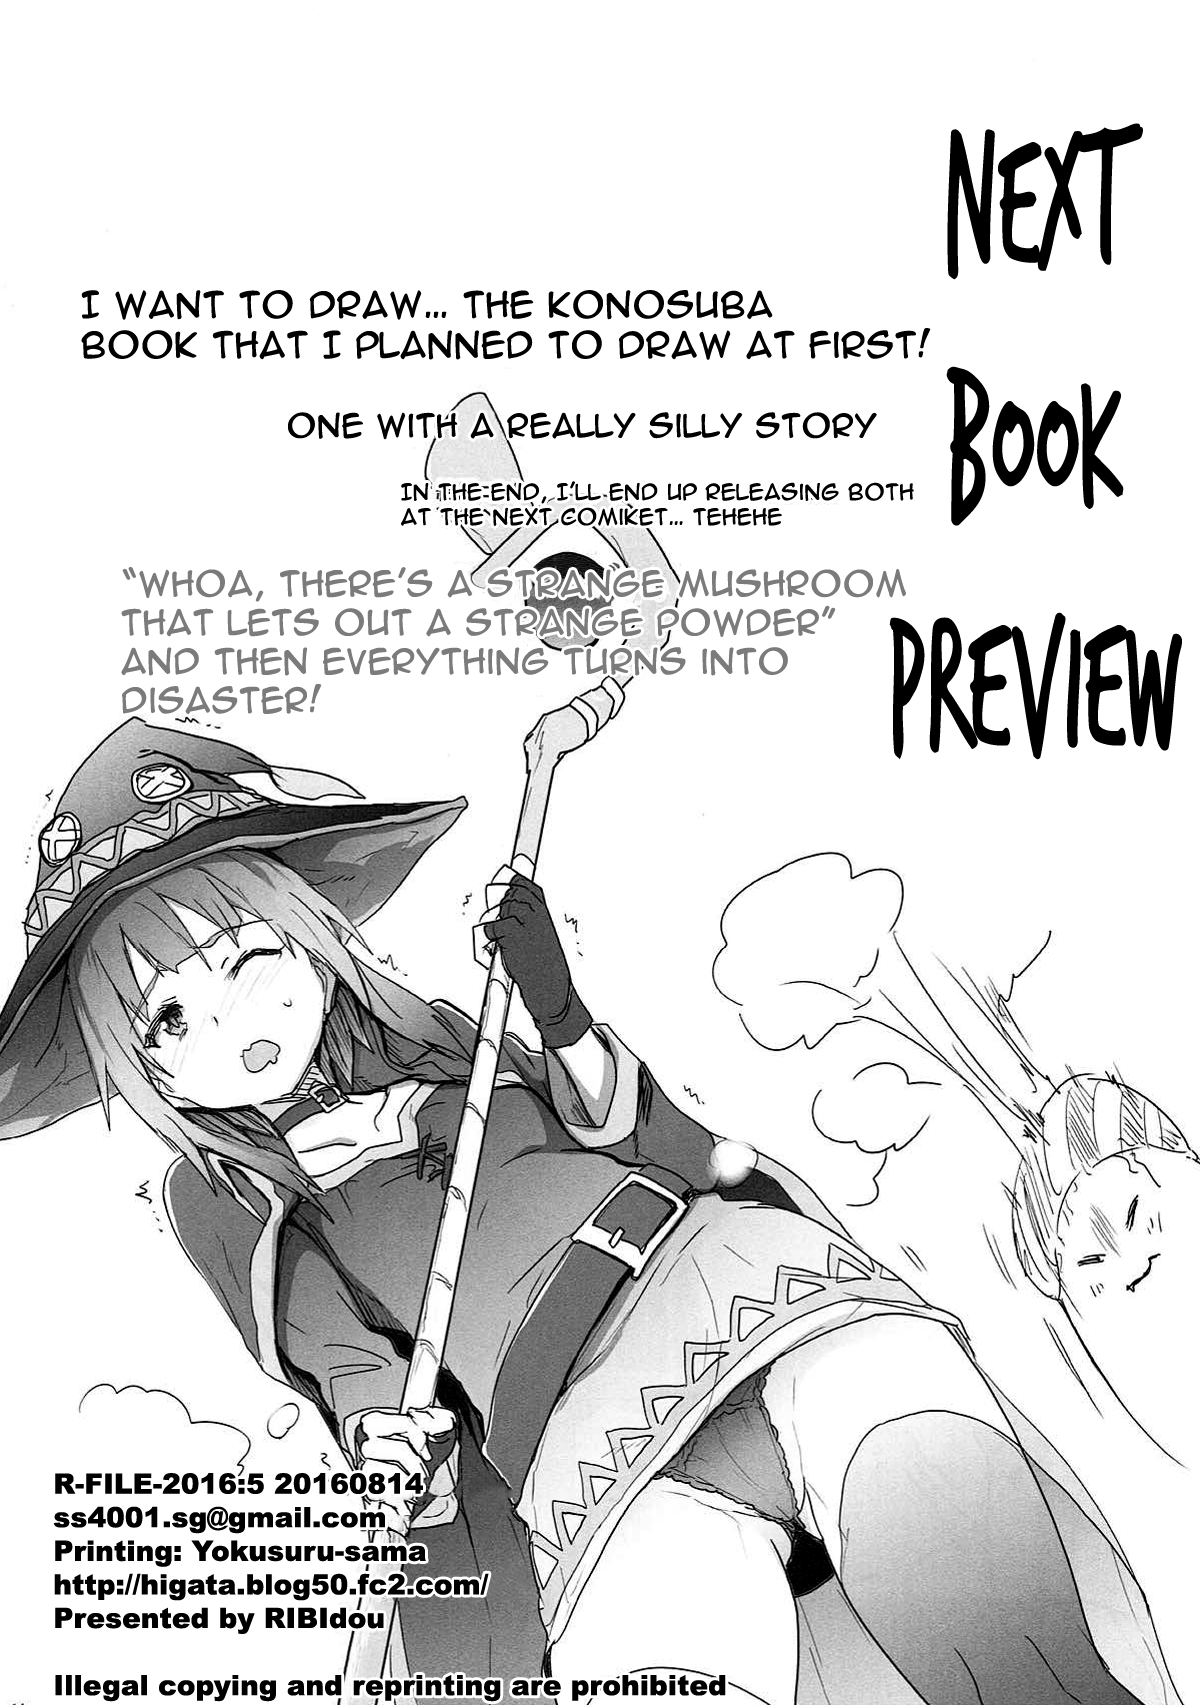 NEXT
BOOK
PREVIEW
I WANT TO DRAW... THE KONOSUBA
BOOK THAT I PLANNED TO DRAW AT FIRST!
ONE WITH A REALLY SILLY STORY
IN THE END, I'LL END UP RELEASING BOTH
AT THE NEXT COMIKET... TEHEHE
"WHOA, THERE'S A STRANGE MUSHROOM
THAT LETS OUT A STRANGE POWDER"
AND THEN EVERYTHING TURNS INTO
DISASTER!
R-FILE-2016:5 20160814
ss4001.sg@gmail.com
Printing: Yokusuru-sama
http://higata.blog50.fc2.com/
Presented by RIBIdou
Illegal copying and reprinting are prohibited